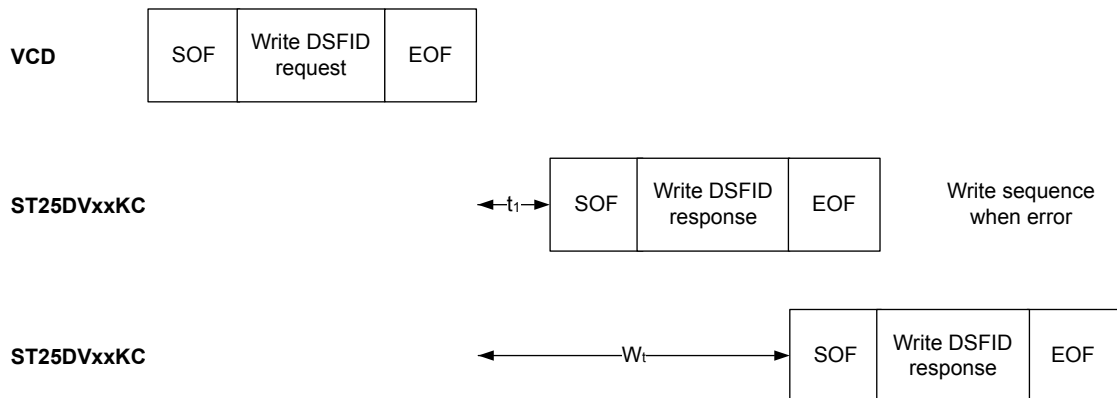 VCD
SOF
Write DSFID
request
EOF
ST25DVxxKC
t₁
SOF
Write DSFID
response
EOF
Write sequence
when error
ST25DVxxKC
Wₜ
SOF
Write DSFID
response
EOF